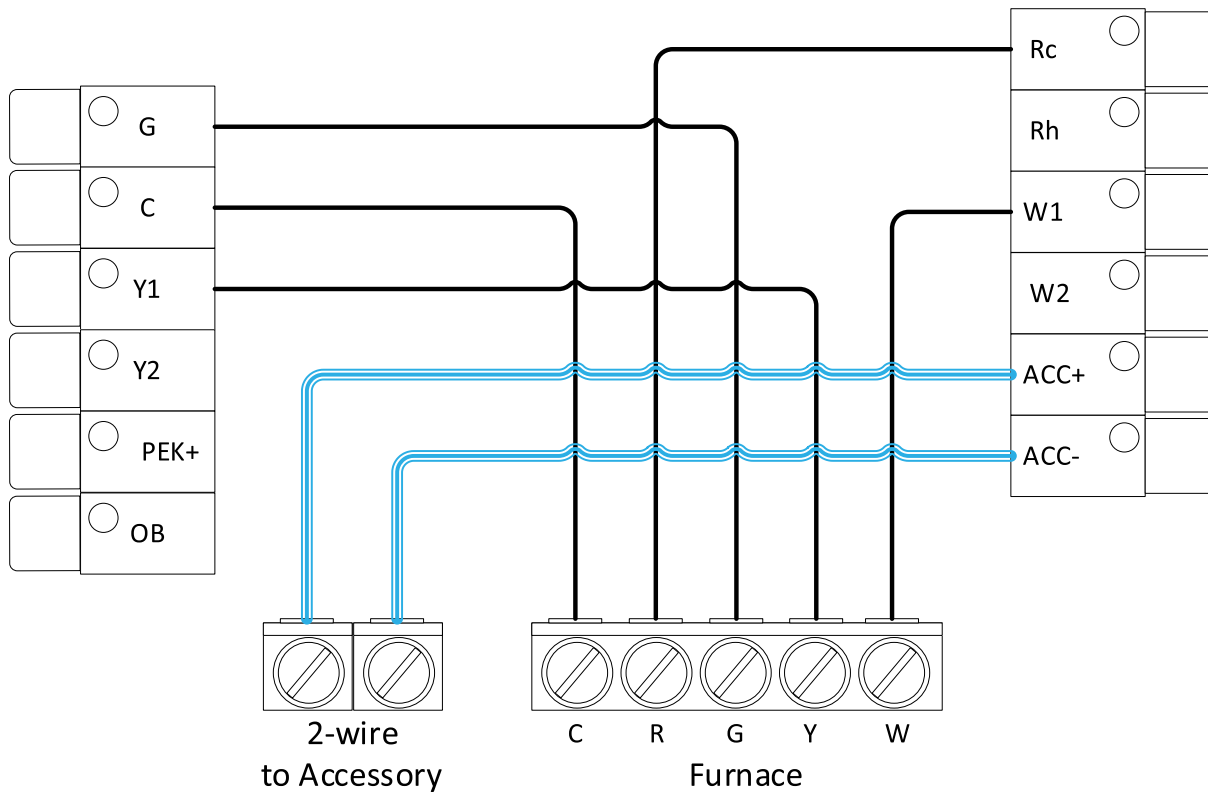 G
C
Y1
Y2
PEK+
OB
Rc
Rh
W1
W2
ACC+
ACC-
2-wire
to Accessory
C R G Y W
Furnace